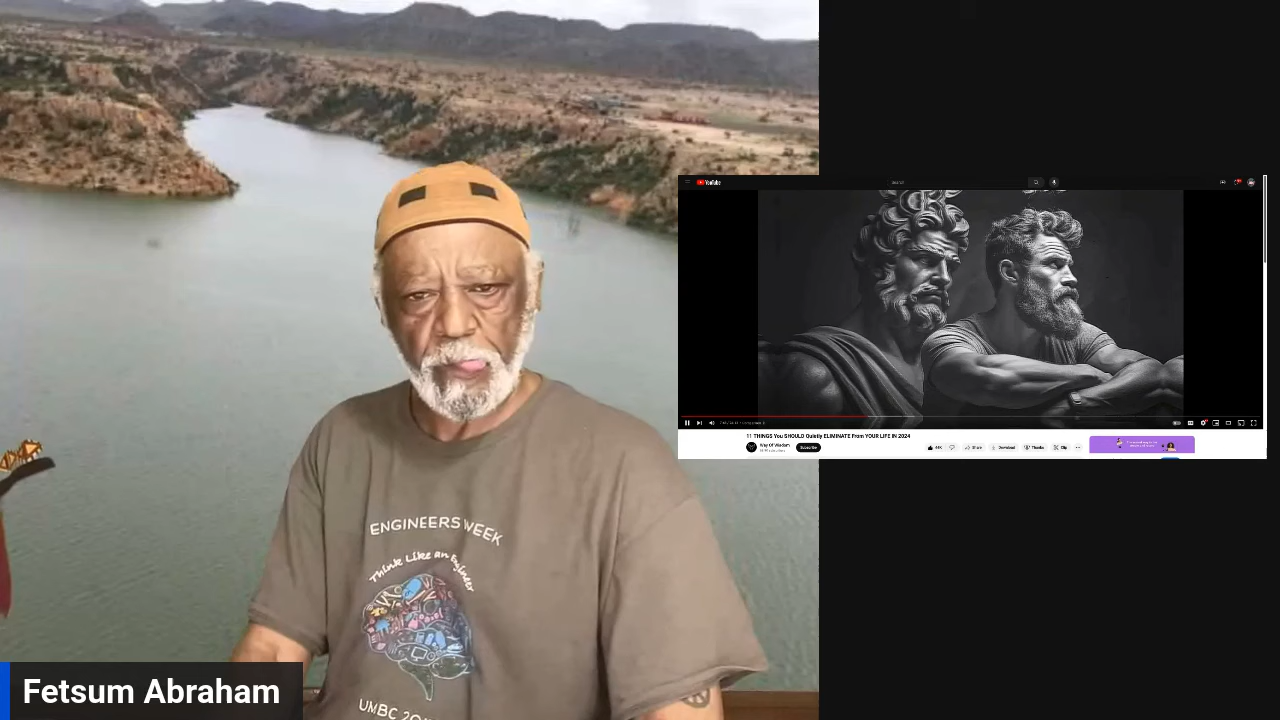 YouTube
Search
11 THINGS You SHOULD Quietly ELIMINATE From YOUR LIFE IN 2024
Way Of Wisdom
Subscribe
Share
Download
Thanks
Clip
ENGINEERS WEEK
Think Like an Engineer
UMBC
Fetsum Abraham